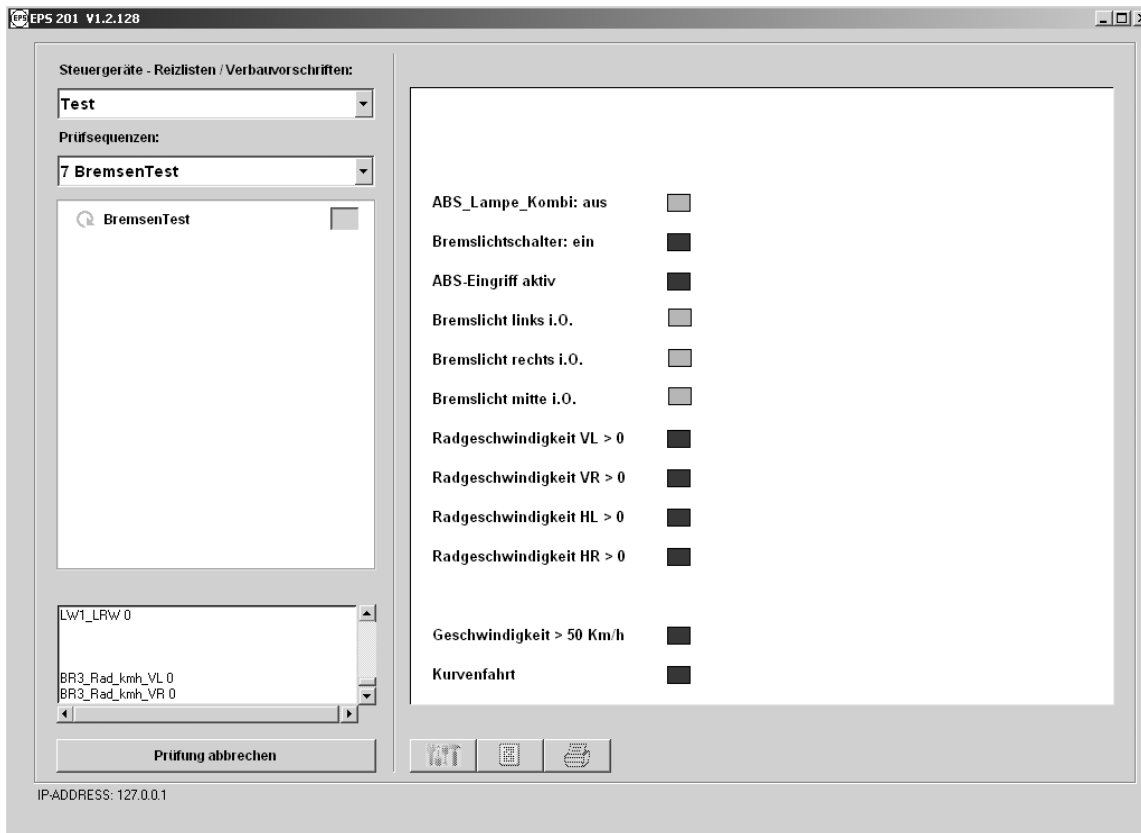 EPS EPS 201 V1.2.128
Steuergeräte - Reizlisten / Verbauvorschriften:
Test
Prüfsequenzen:
7 BremsenTest
BremsenTest
LW1_LRW 0
BR3_Rad_kmh_VL 0
BR3_Rad_kmh_VR 0
Prüfung abbrechen
ABS_Lampe_Kombi: aus
Bremslichtschalter: ein
ABS-Eingriff aktiv
Bremslicht links i.O.
Bremslicht rechts i.O.
Bremslicht mitte i.O.
Radgeschwindigkeit VL > 0
Radgeschwindigkeit VR > 0
Radgeschwindigkeit HL > 0
Radgeschwindigkeit HR > 0
Geschwindigkeit > 50 Km/h
Kurvenfahrt
IP-ADDRESS: 127.0.0.1